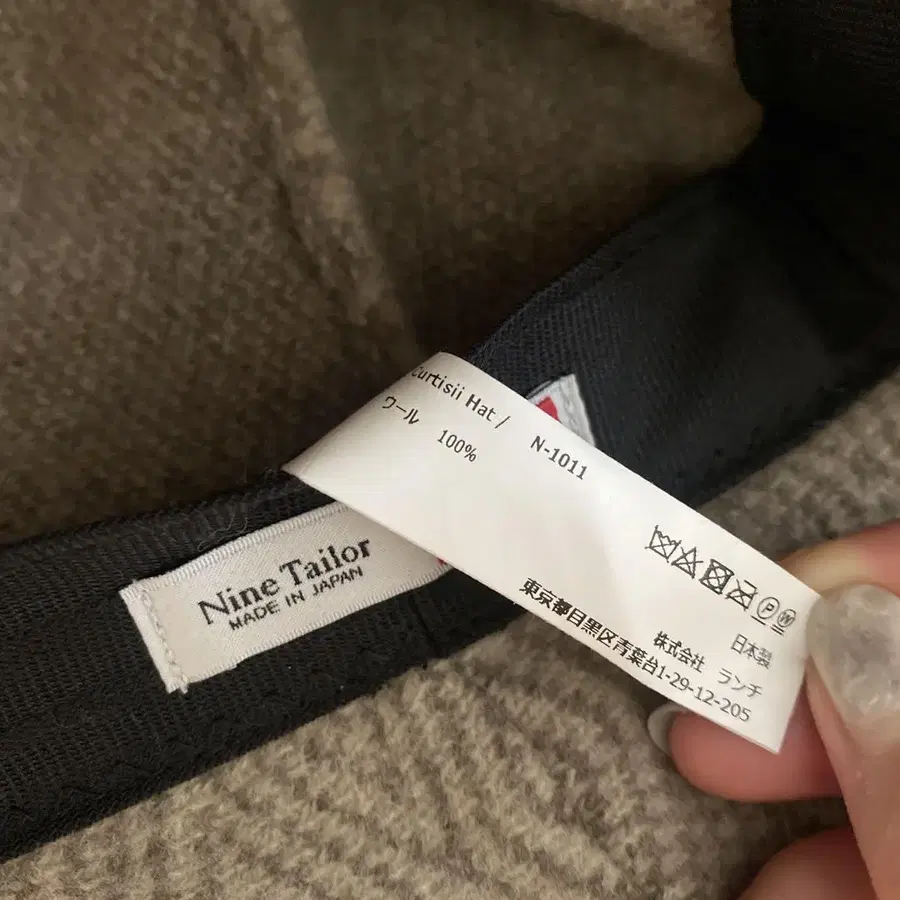 Curtisii Hat / N-1011
ウール 100%
P W
日本製
株式会社 ランチ
東京都目黒区青葉台1-29-12-205
Nine Tailor
MADE IN JAPAN